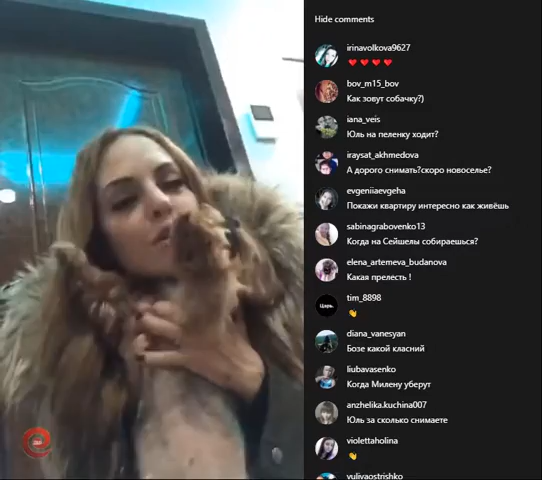 Hide comments
irinavolkova9627
❤❤❤❤
bov_m15_bov
Как зовут собачку?)
iana_veis
Юль на пеленку ходит?
iraysat_akhmedova
А дорого снимать?скоро новоселье?
evgeniiaevgeha
Покажи квартиру интересно как живёшь
sabinagrabovenko13
Когда на Сейшелы собираешься?
elena_artemeva_budanova
Какая прелесть !
tim_8898
👏
diana_vanesyan
Бозе какой класний
liubavasenko
Когда Милену уберут
anzhelika.kuchina007
Юль за сколько снимаете
violettaholina
👏
yuliyaostrishko